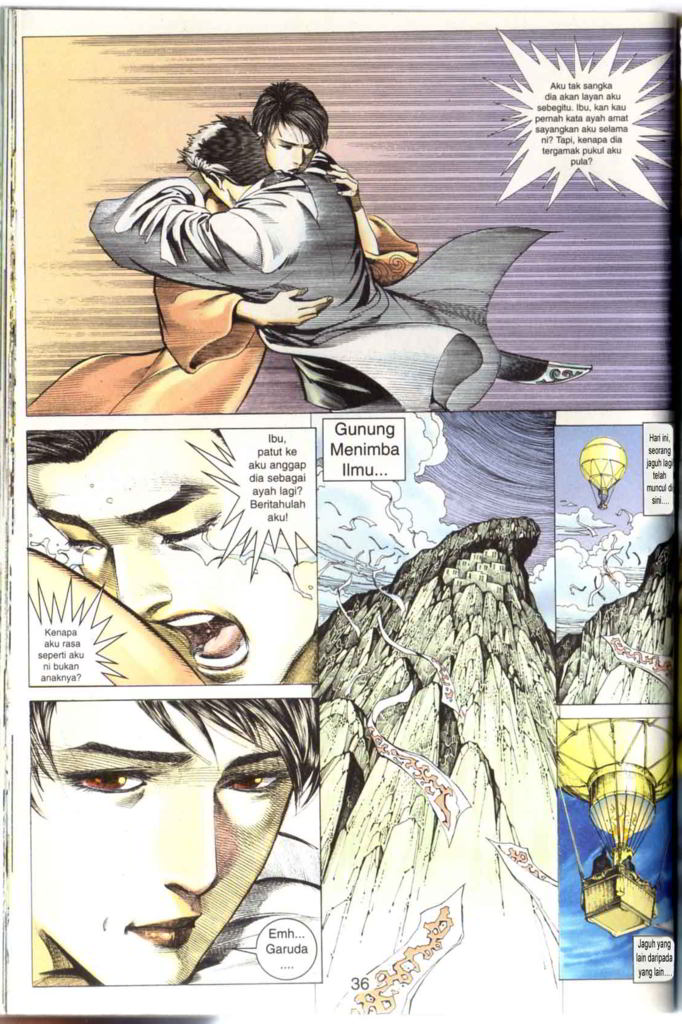 Aku tak sangka
dia akan layan aku
sebegitu. Ibu, kan kau
pernah kata ayah amat
sayangkan aku selama
ni? Tapi, kenapa dia
tergamak pukul aku
pula?
Ibu,
patut ke
aku anggap
dia sebagai
ayah lagi?
Beritahulah
aku!
Kenapa
aku rasa
seperti aku
ni bukan
anaknya?
Emh...
Garuda
....
Gunung
Menimba
Ilmu...
Hari ini,
seorang
jaguh lagi
telah
muncul di
sini....
Jaguh yang
lain daripada
yang lain....
36